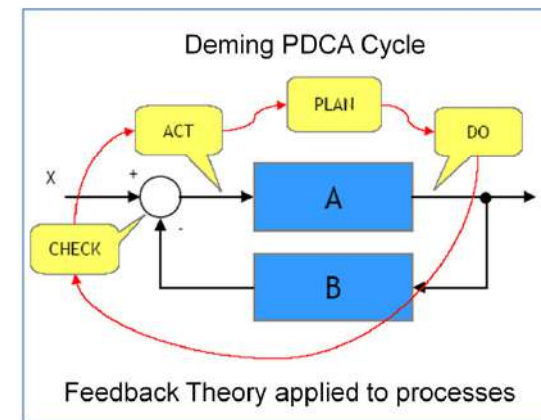 Deming PDCA Cycle
PLAN
ACT
DO
X
+
A
-
CHECK
B
Feedback Theory applied to processes